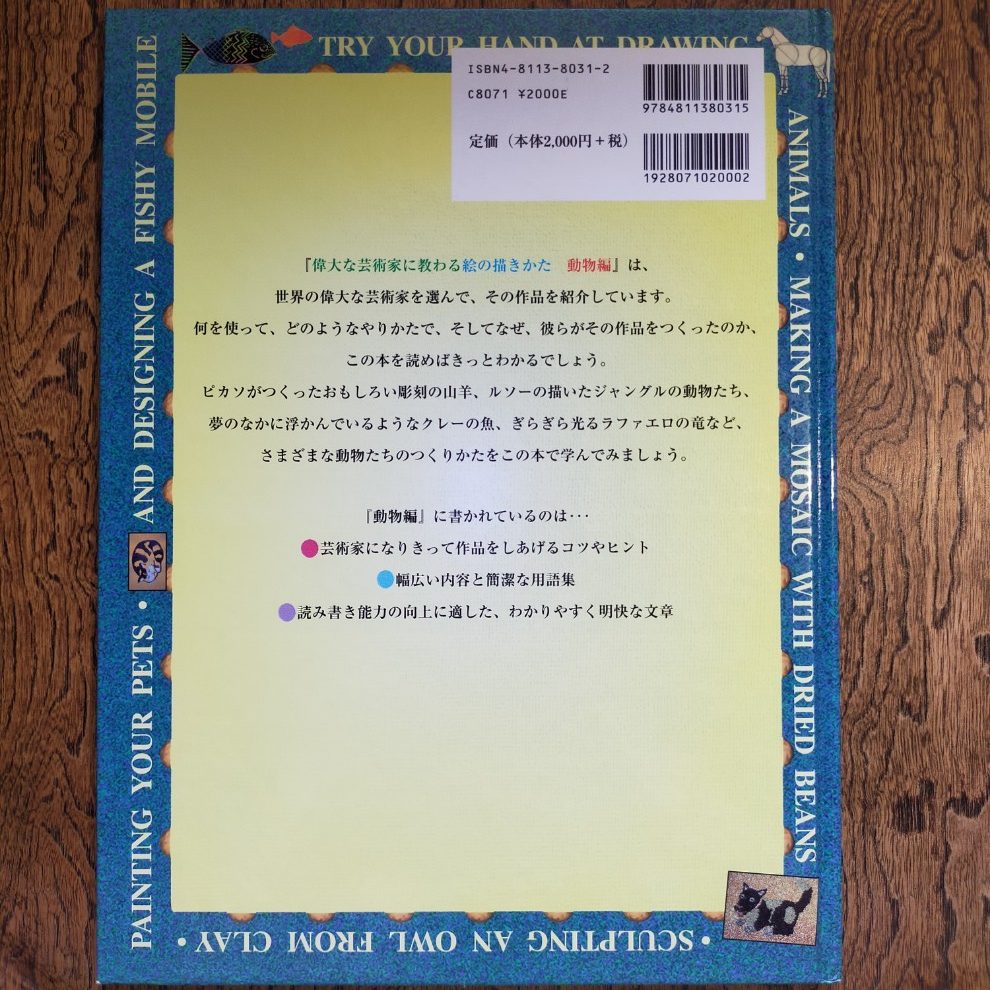 TRY YOUR HAND AT DRAWING
ANIMALS • MAKING A MOSAIC WITH DRIED BEANS
• SCULPTING AN OWL FROM CLAY •
PAINTING YOUR PETS • AND DESIGNING A FISHY MOBILE
ISBN4-8113-8031-2
C8071 ¥2000E
定価(本体2,000円+税)
9784811380315
1928071020002
『偉大な芸術家に教わる絵の描きかた 動物編』は、
世界の偉大な芸術家を選んで、その作品を紹介しています。
何を使って、どのようなやりかたで、そしてなぜ、彼らがその作品をつくったのか、
この本を読めばきっとわかるでしょう。
ピカソがつくったおもしろい彫刻の山羊、ルソーの描いたジャングルの動物たち、
夢のなかに浮かんでいるようなクレーの魚、ぎらぎら光るラファエロの竜など、
さまざまな動物たちのつくりかたをこの本で学んでみましょう。
『動物編』に書かれているのは・・・
●芸術家になりきって作品をしあげるコツやヒント
●幅広い内容と簡潔な用語集
●読み書き能力の向上に適した、わかりやすく明快な文章